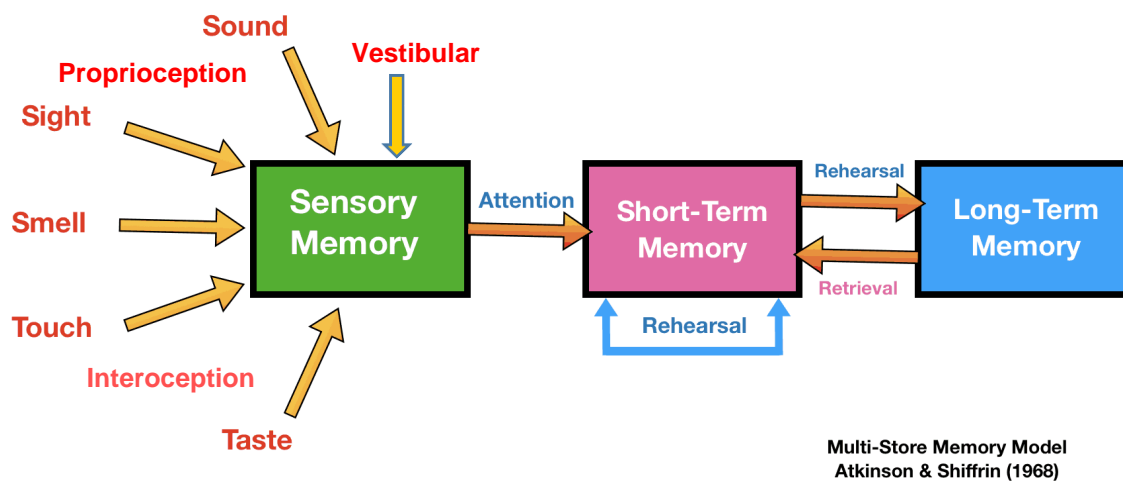 Sound
Vestibular
Proprioception
Sight
Smell
Touch
Interoception
Taste
Sensory
Memory
Attention
Short-Term
Memory
Rehearsal
Rehearsal
Retrieval
Long-Term
Memory
Multi-Store Memory Model
Atkinson & Shiffrin (1968)